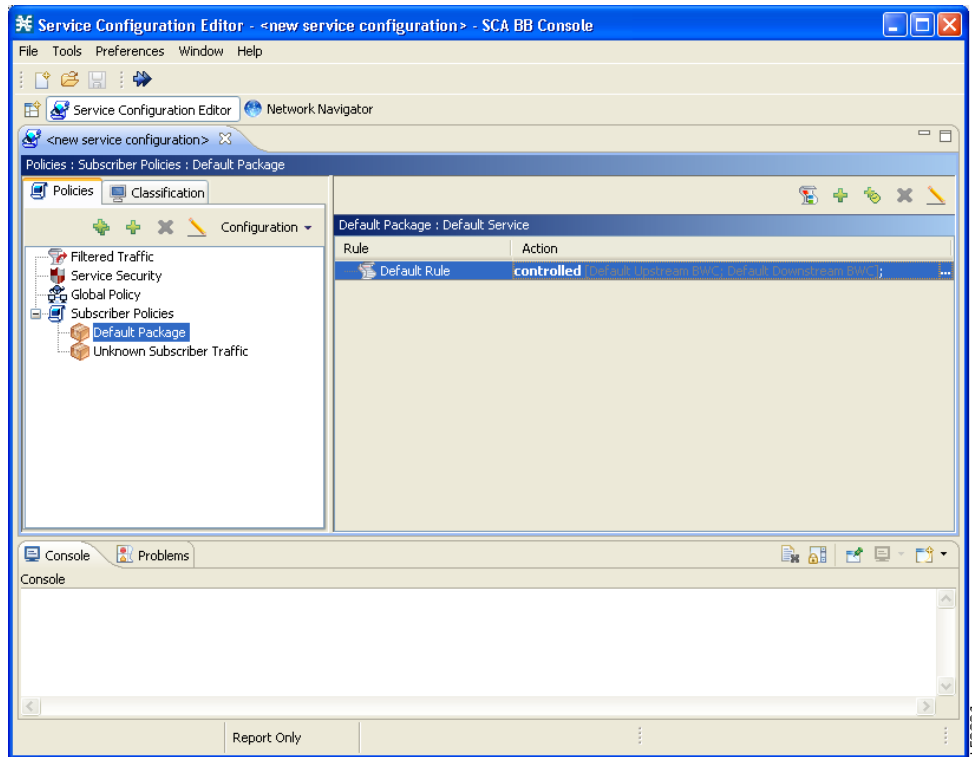 Service Configuration Editor - <new service configuration> - SCA BB Console
File Tools Preferences Window Help
Service Configuration Editor Network Navigator
<new service configuration>
Policies : Subscriber Policies : Default Package
Policies Classification
Configuration
Filtered Traffic
Service Security
Global Policy
Subscriber Policies
Default Package
Unknown Subscriber Traffic
Default Package : Default Service
Rule Action
Default Rule controlled [Default Upstream BWC; Default Downstream BWC]; ...
Console Problems
Console
Report Only